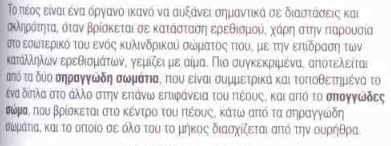 Το πέος είναι ένα όργανο ικανό να αυξάνει σημαντικά σε διαστάσεις και
σκληρότητα, όταν βρίσκεται σε κατάσταση ερεθισμού, χάρη στην παρουσία
στο εσωτερικό του ενός κυλινδρικού σώματος που, με την επίδραση των
κατάλληλων ερεθισμάτων, γεμίζει με αίμα. Πιο συγκεκριμένα, αποτελείται
από τα δύο σηραγγώδη σωμάτια, που είναι συμμετρικά και τοποθετημένα το
ένα δίπλα στο άλλο στην επάνω επιφάνεια του πέους, και από το σπογγώδες
σώμα, που βρίσκεται στο κέντρο του πέους, κάτω από τα σηραγγώδη
σωμάτια, και το οποίο σε όλο του το μήκος διασχίζεται από την ουρήθρα.